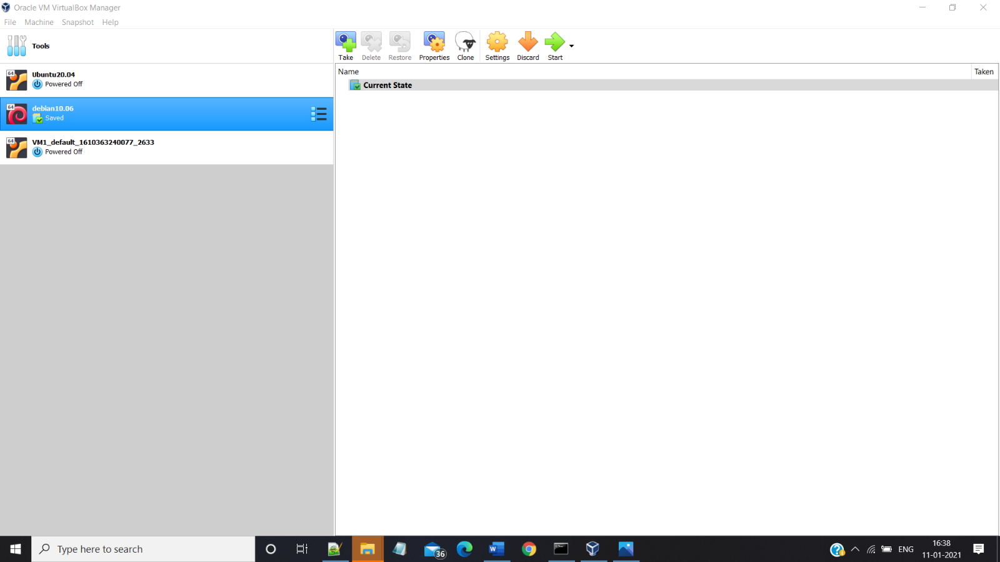 Oracle VM VirtualBox Manager
File Machine Snapshot Help
Tools
Take Delete Restore Properties Clone Settings Discard Start
Name Taken
Current State
64 Ubuntu20.04
Powered Off
64 debian10.06
Saved
64 VM1_default_1610363240077_2633
Powered Off
Type here to search
36
W
ENG
16:38
11-01-2021